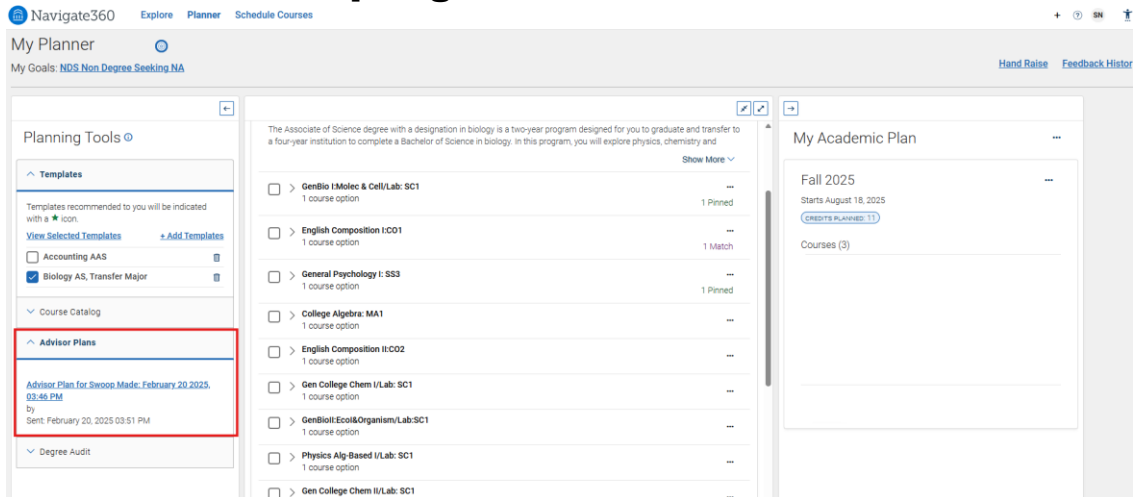 Navigate360 Explore Planner Schedule Courses + ? SN
My Planner
My Goals: NDS Non Degree Seeking NA
Hand Raise Feedback Histor
Planning Tools
Templates
Templates recommended to you will be indicated
with a ★ icon.
View Selected Templates + Add Templates
Accounting AAS
Biology AS, Transfer Major
Course Catalog
Advisor Plans
Advisor Plan for Swoop Made: February 20 2025,
03:46 PM
by
Sent: February 20, 2025 03:51 PM
Degree Audit
The Associate of Science degree with a designation in biology is a two-year program designed for you to graduate and transfer to
a four-year institution to complete a Bachelor of Science in biology. In this program, you will explore physics, chemistry and
Show More
GenBio I:Molec & Cell/Lab: SC1
1 course option
1 Pinned
English Composition I:CO1
1 course option
1 Match
General Psychology I: SS3
1 course option
1 Pinned
College Algebra: MA1
1 course option
English Composition II:CO2
1 course option
Gen College Chem I/Lab: SC1
1 course option
GenBioII:Ecol&Organism/Lab:SC1
1 course option
Physics Alg-Based I/Lab: SC1
1 course option
Gen College Chem II/Lab: SC1
My Academic Plan
Fall 2025
Starts August 18, 2025
CREDITS PLANNED: 11
Courses (3)